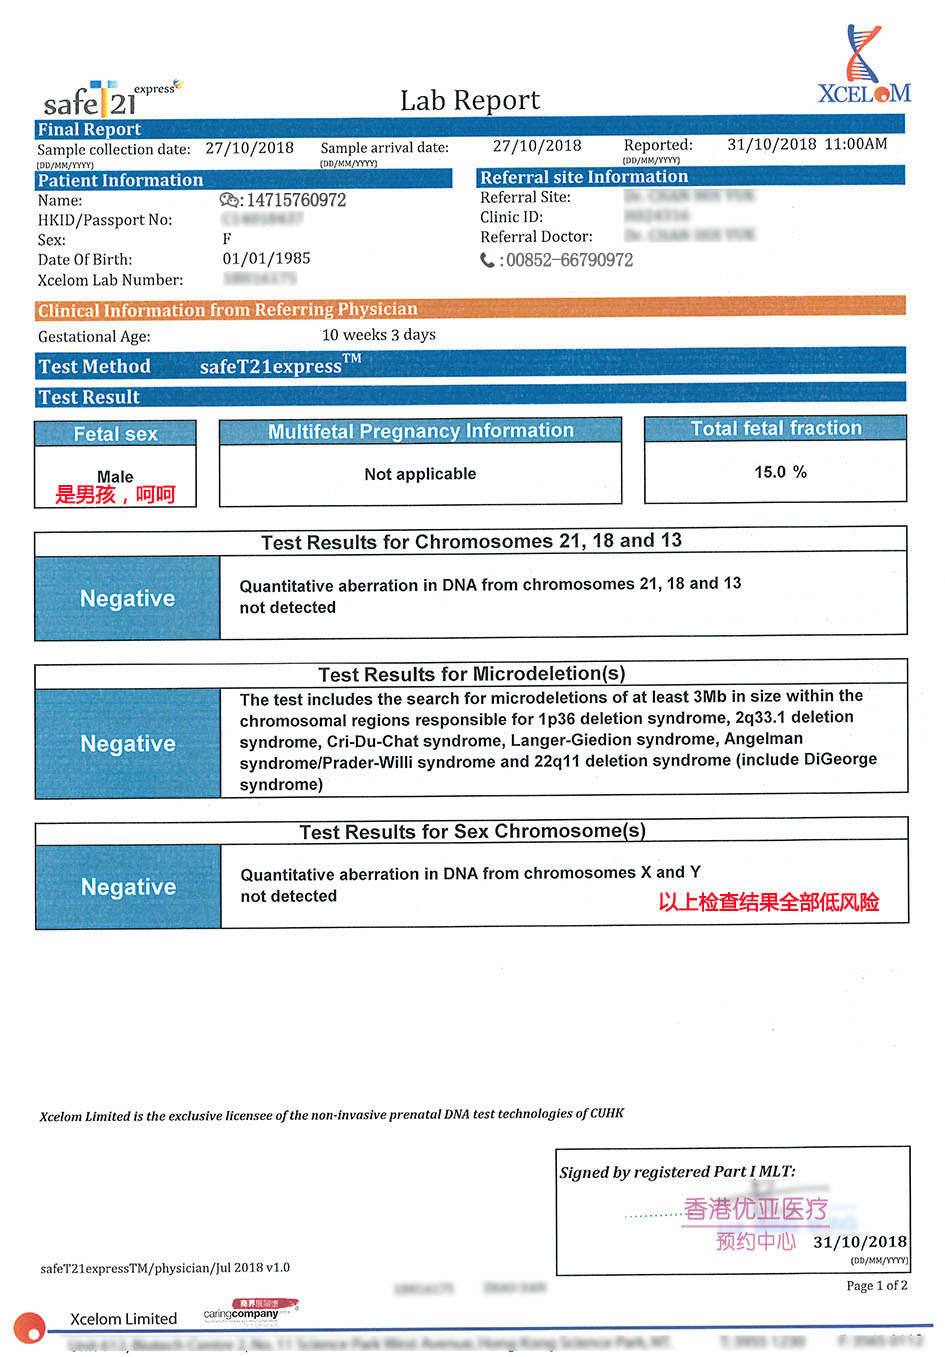 safeT21 express
Lab Report
XCELOM
Final Report
Sample collection date: 27/10/2018 Sample arrival date: 27/10/2018 Reported: 31/10/2018 11:00AM
(DD/MM/YYYY) (DD/MM/YYYY) (DD/MM/YYYY)
Patient Information
Name: :14715760972
HKID/Passport No:
Sex: F
Date Of Birth: 01/01/1985
Xcelom Lab Number:
Referral site Information
Referral Site:
Clinic ID:
Referral Doctor:
:00852-66790972
Clinical Information from Referring Physician
Gestational Age: 10 weeks 3 days
Test Method safeT21express™
Test Result
Fetal sex
Male
是男孩，呵呵
Multifetal Pregnancy Information
Not applicable
Total fetal fraction
15.0 %
Test Results for Chromosomes 21, 18 and 13
Negative
Quantitative aberration in DNA from chromosomes 21, 18 and 13
not detected
Test Results for Microdeletion(s)
Negative
The test includes the search for microdeletions of at least 3Mb in size within the
chromosomal regions responsible for 1p36 deletion syndrome, 2q33.1 deletion
syndrome, Cri-Du-Chat syndrome, Langer-Giedion syndrome, Angelman
syndrome/Prader-Willi syndrome and 22q11 deletion syndrome (include DiGeorge
syndrome)
Test Results for Sex Chromosome(s)
Negative
Quantitative aberration in DNA from chromosomes X and Y
not detected
以上检查结果全部低风险
Xcelom Limited is the exclusive licensee of the non-invasive prenatal DNA test technologies of CUHK
Signed by registered Part I MLT:
香港优亚医疗
预约中心
31/10/2018
(DD/MM/YYYY)
safeT21expressTM/physician/Jul 2018 v1.0
Page 1 of 2
Xcelom Limited
商界展關懷
caringcompany